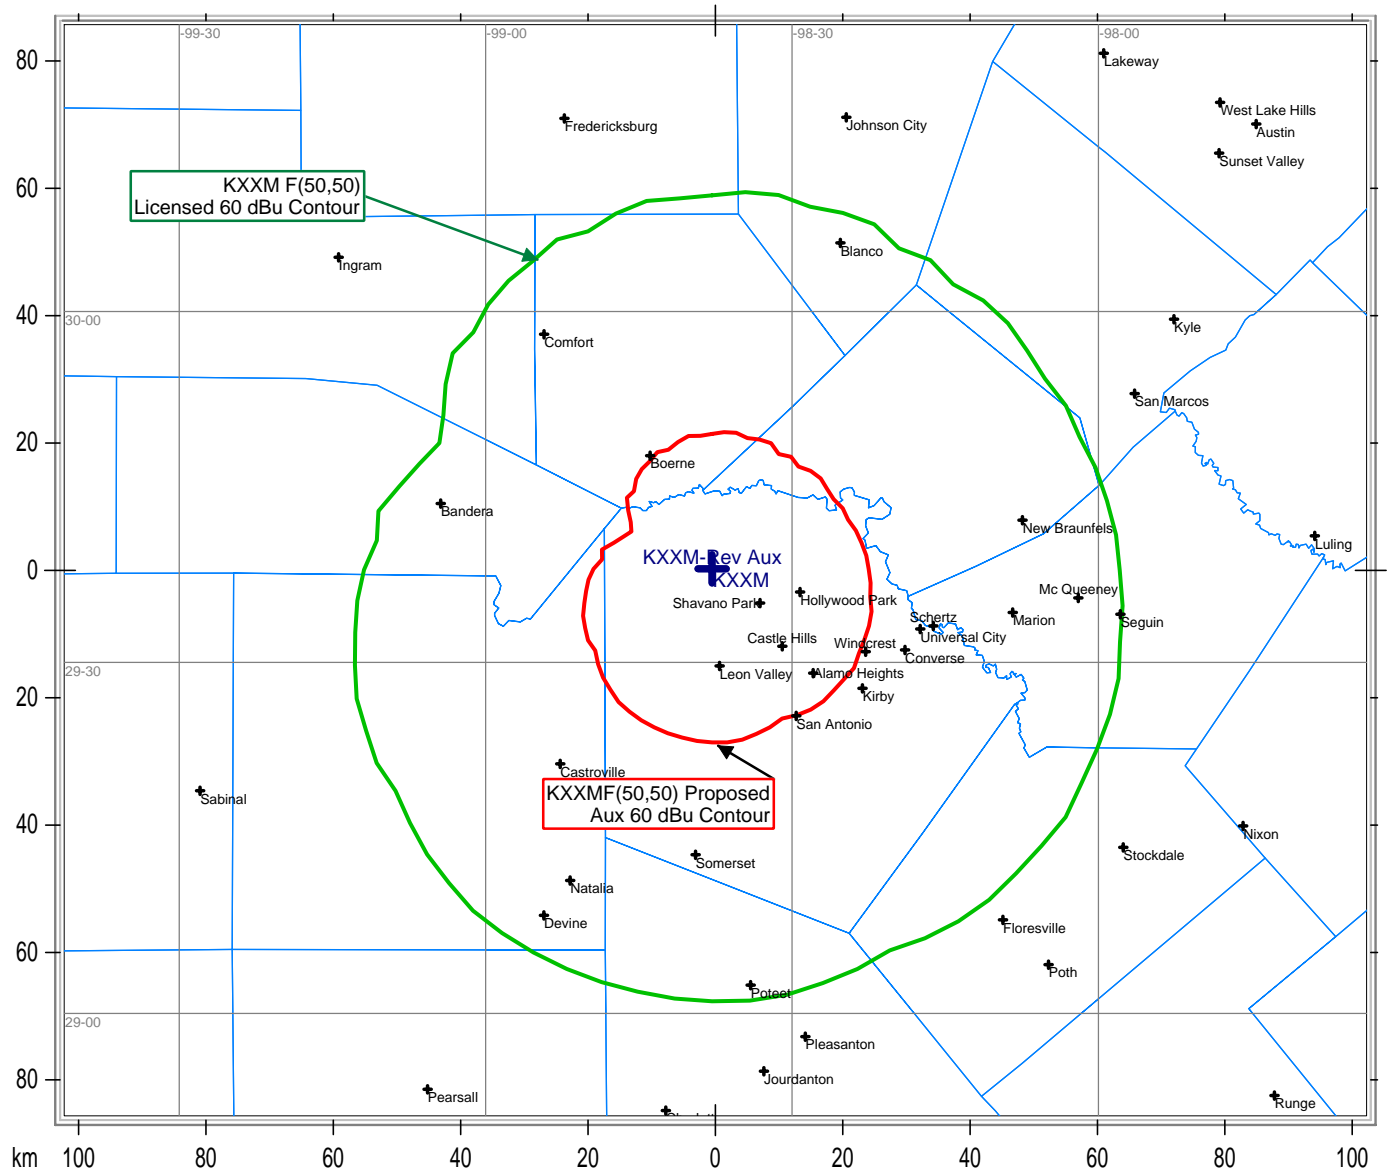 -99-30
-99-00
-98-30
-98-00
80
Lakeway
West Lake Hills
Fredericksburg
Johnson City
Austin
Sunset Valley
60
KXXM F(50,50)
Licensed 60 dBu Contour
Blanco
Ingram
40
30-00
Kyle
Comfort
San Marcos
20
Boerne
Bandera
New Braunfels
Luling
0
KXXM-Rev Aux
KXXM
Mc Queeney
Shavano Park
Hollywood Park
Schertz
Marion
Seguin
Castle Hills
Windcrest
Universal City
Converse
29-30
Leon Valley
Alamo Heights
Kirby
20
San Antonio
Castroville
Sabinal
KXXMF(50,50) Proposed
Aux 60 dBu Contour
40
Nixon
Somerset
Stockdale
Natalia
Devine
Floresville
60
Poth
Poteet
29-00
Pleasanton
Jourdanton
80
Pearsall
Runge
km
100
80
60
40
20
0
20
40
60
80
100